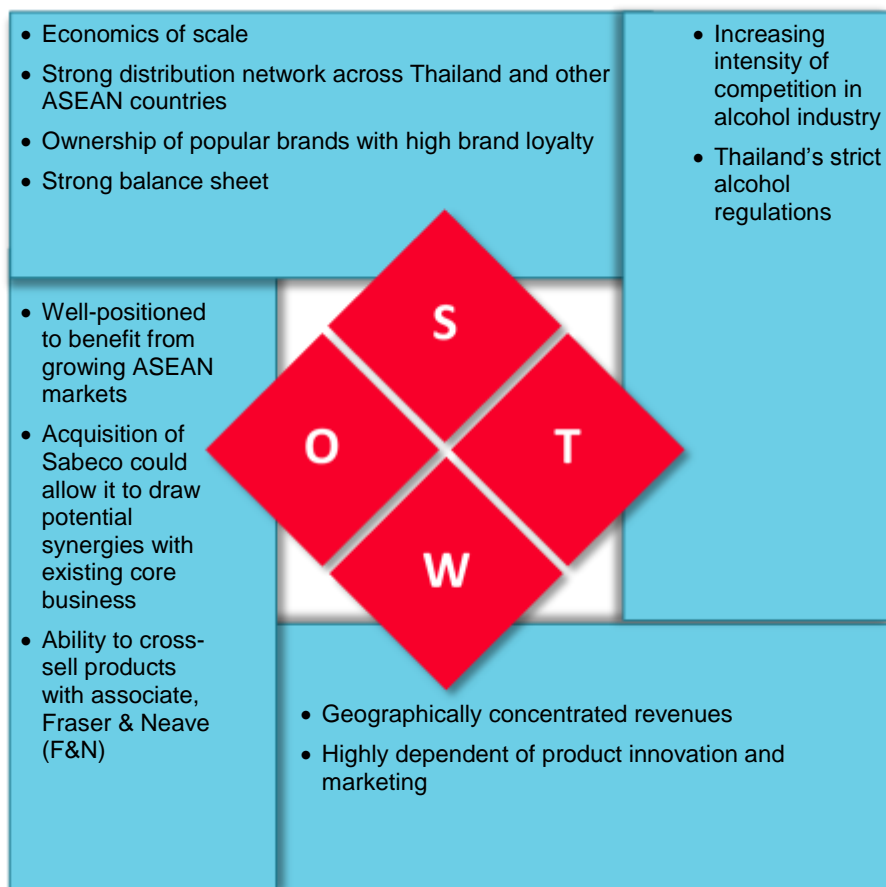 • Economics of scale
• Strong distribution network across Thailand and other
ASEAN countries
• Ownership of popular brands with high brand loyalty
• Strong balance sheet
• Increasing
intensity of
competition in
alcohol industry
• Thailand's strict
alcohol
regulations
• Well-positioned
to benefit from
growing ASEAN
markets
• Acquisition of
Sabeco could
allow it to draw
potential
synergies with
existing core
business
• Ability to cross-
sell products
with associate,
Fraser & Neave
(F&N)
S
O
T
W
• Geographically concentrated revenues
• Highly dependent of product innovation and
marketing